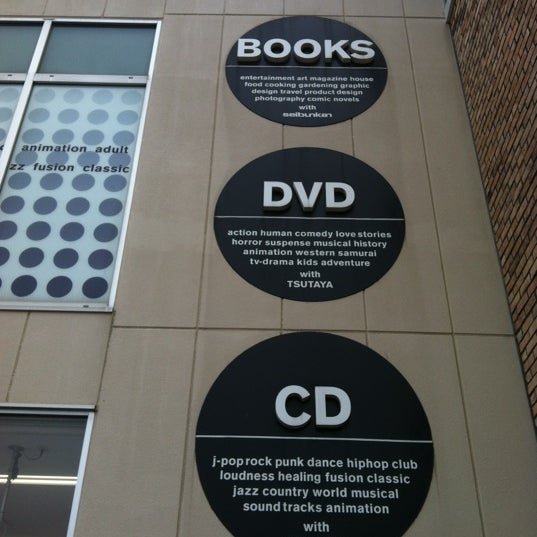 BOOKS
entertainment art magazine house
food cooking gardening graphic
design travel product design
photography comic novels
with
seibunkan
animation adult
zz fusion classic
DVD
action human comedy love stories
horror suspense musical history
animation western samurai
tv-drama kids adventure
with
TSUTAYA
CD
j-pop rock punk dance hiphop club
loudness healing fusion classic
jazz country world musical
sound tracks animation
with